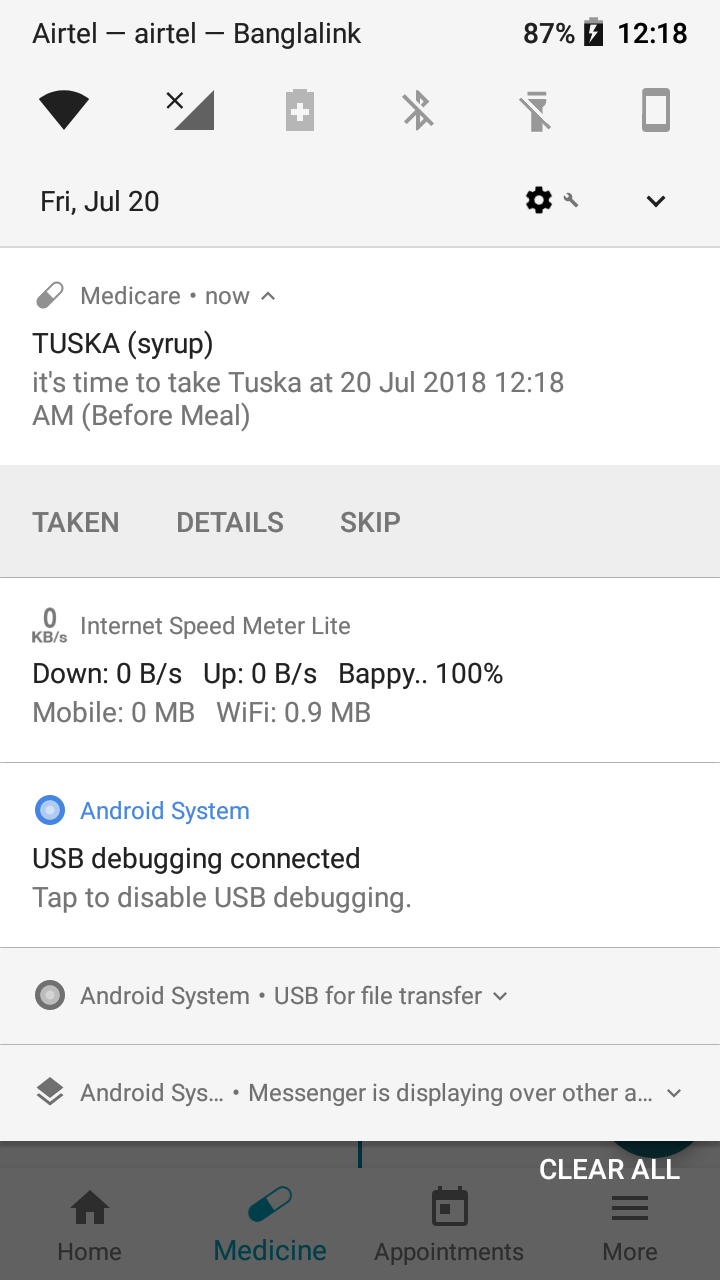 Airtel — airtel — Banglalink 87% 12:18
Fri, Jul 20
Medicare • now
TUSKA (syrup)
it's time to take Tuska at 20 Jul 2018 12:18
AM (Before Meal)
TAKEN DETAILS SKIP
0
KB/s Internet Speed Meter Lite
Down: 0 B/s Up: 0 B/s Bappy.. 100%
Mobile: 0 MB WiFi: 0.9 MB
Android System
USB debugging connected
Tap to disable USB debugging.
Android System • USB for file transfer
Android Sys... • Messenger is displaying over other a...
CLEAR ALL
Home Medicine Appointments More